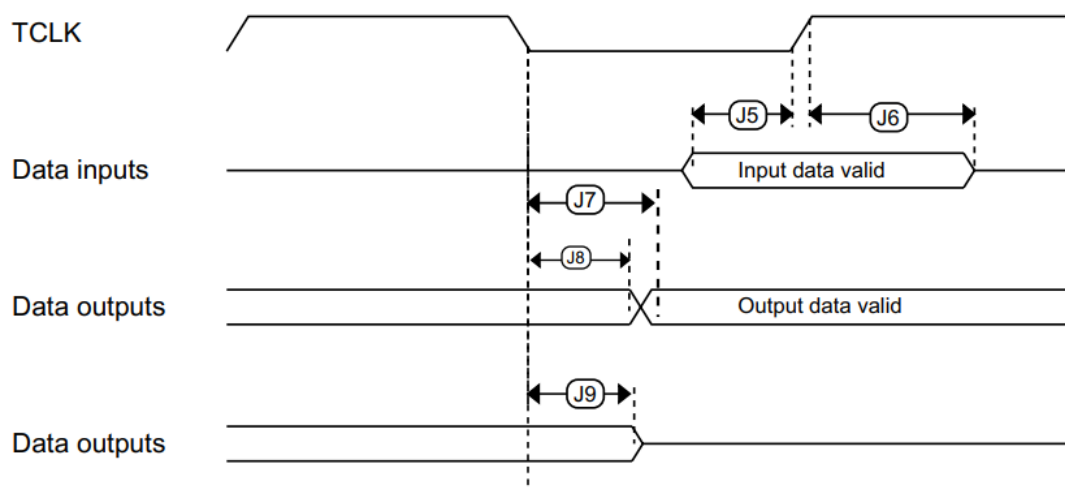 TCLK
J5
J6
Data inputs
Input data valid
J7
J8
Data outputs
Output data valid
J9
Data outputs